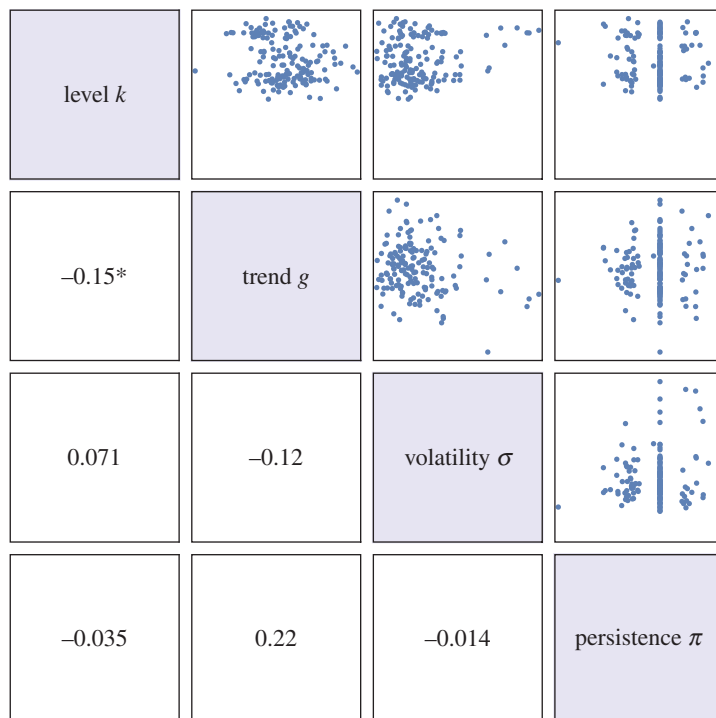 level k
–0.15*
trend g
0.071
–0.12
volatility σ
–0.035
0.22
–0.014
persistence π